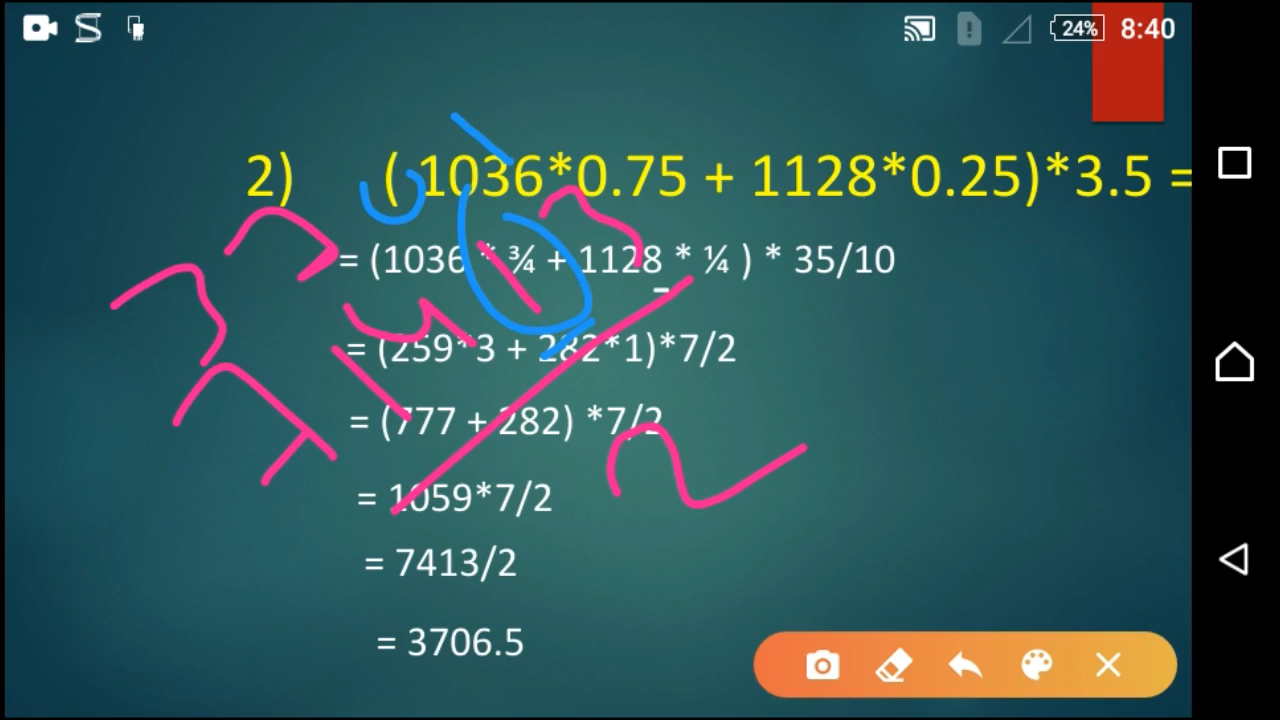 24% 8:40
2) ( 1036*0.75 + 1128*0.25)*3.5 =
= (1036 * ¾ + 1128 * ¼ ) * 35/10
= (259*3 + 282*1)*7/2
= (777 + 282) *7/2
= 1059*7/2
= 7413/2
= 3706.5